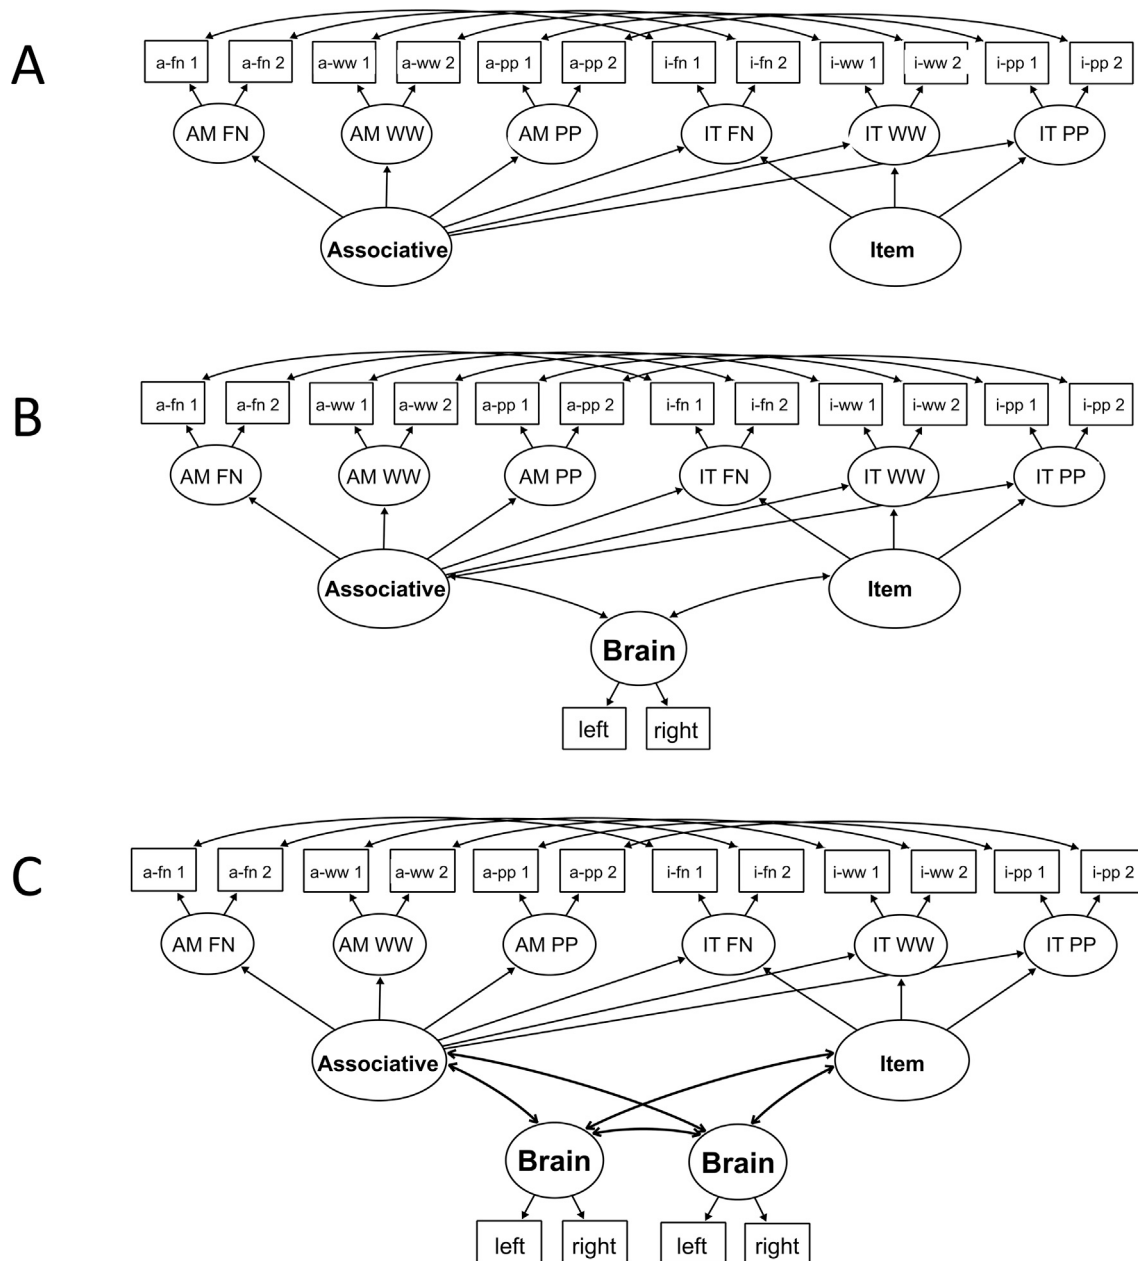 A
a-fn 1 a-fn 2 a-ww 1 a-ww 2 a-pp 1 a-pp 2 i-fn 1 i-fn 2 i-ww 1 i-ww 2 i-pp 1 i-pp 2
AM FN AM WW AM PP IT FN IT WW IT PP
Associative Item
B
a-fn 1 a-fn 2 a-ww 1 a-ww 2 a-pp 1 a-pp 2 i-fn 1 i-fn 2 i-ww 1 i-ww 2 i-pp 1 i-pp 2
AM FN AM WW AM PP IT FN IT WW IT PP
Associative Item
Brain
left right
C
a-fn 1 a-fn 2 a-ww 1 a-ww 2 a-pp 1 a-pp 2 i-fn 1 i-fn 2 i-ww 1 i-ww 2 i-pp 1 i-pp 2
AM FN AM WW AM PP IT FN IT WW IT PP
Associative Item
Brain Brain
left right left right